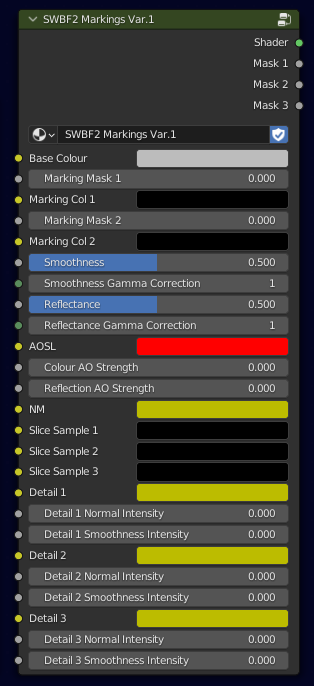 SWBF2 Markings Var.1
Shader
Mask 1
Mask 2
Mask 3
SWBF2 Markings Var.1
Base Colour
Marking Mask 1 0.000
Marking Col 1
Marking Mask 2 0.000
Marking Col 2
Smoothness 0.500
Smoothness Gamma Correction 1
Reflectance 0.500
Reflectance Gamma Correction 1
AOSL
Colour AO Strength 0.000
Reflection AO Strength 0.000
NM
Slice Sample 1
Slice Sample 2
Slice Sample 3
Detail 1
Detail 1 Normal Intensity 0.000
Detail 1 Smoothness Intensity 0.000
Detail 2
Detail 2 Normal Intensity 0.000
Detail 2 Smoothness Intensity 0.000
Detail 3
Detail 3 Normal Intensity 0.000
Detail 3 Smoothness Intensity 0.000